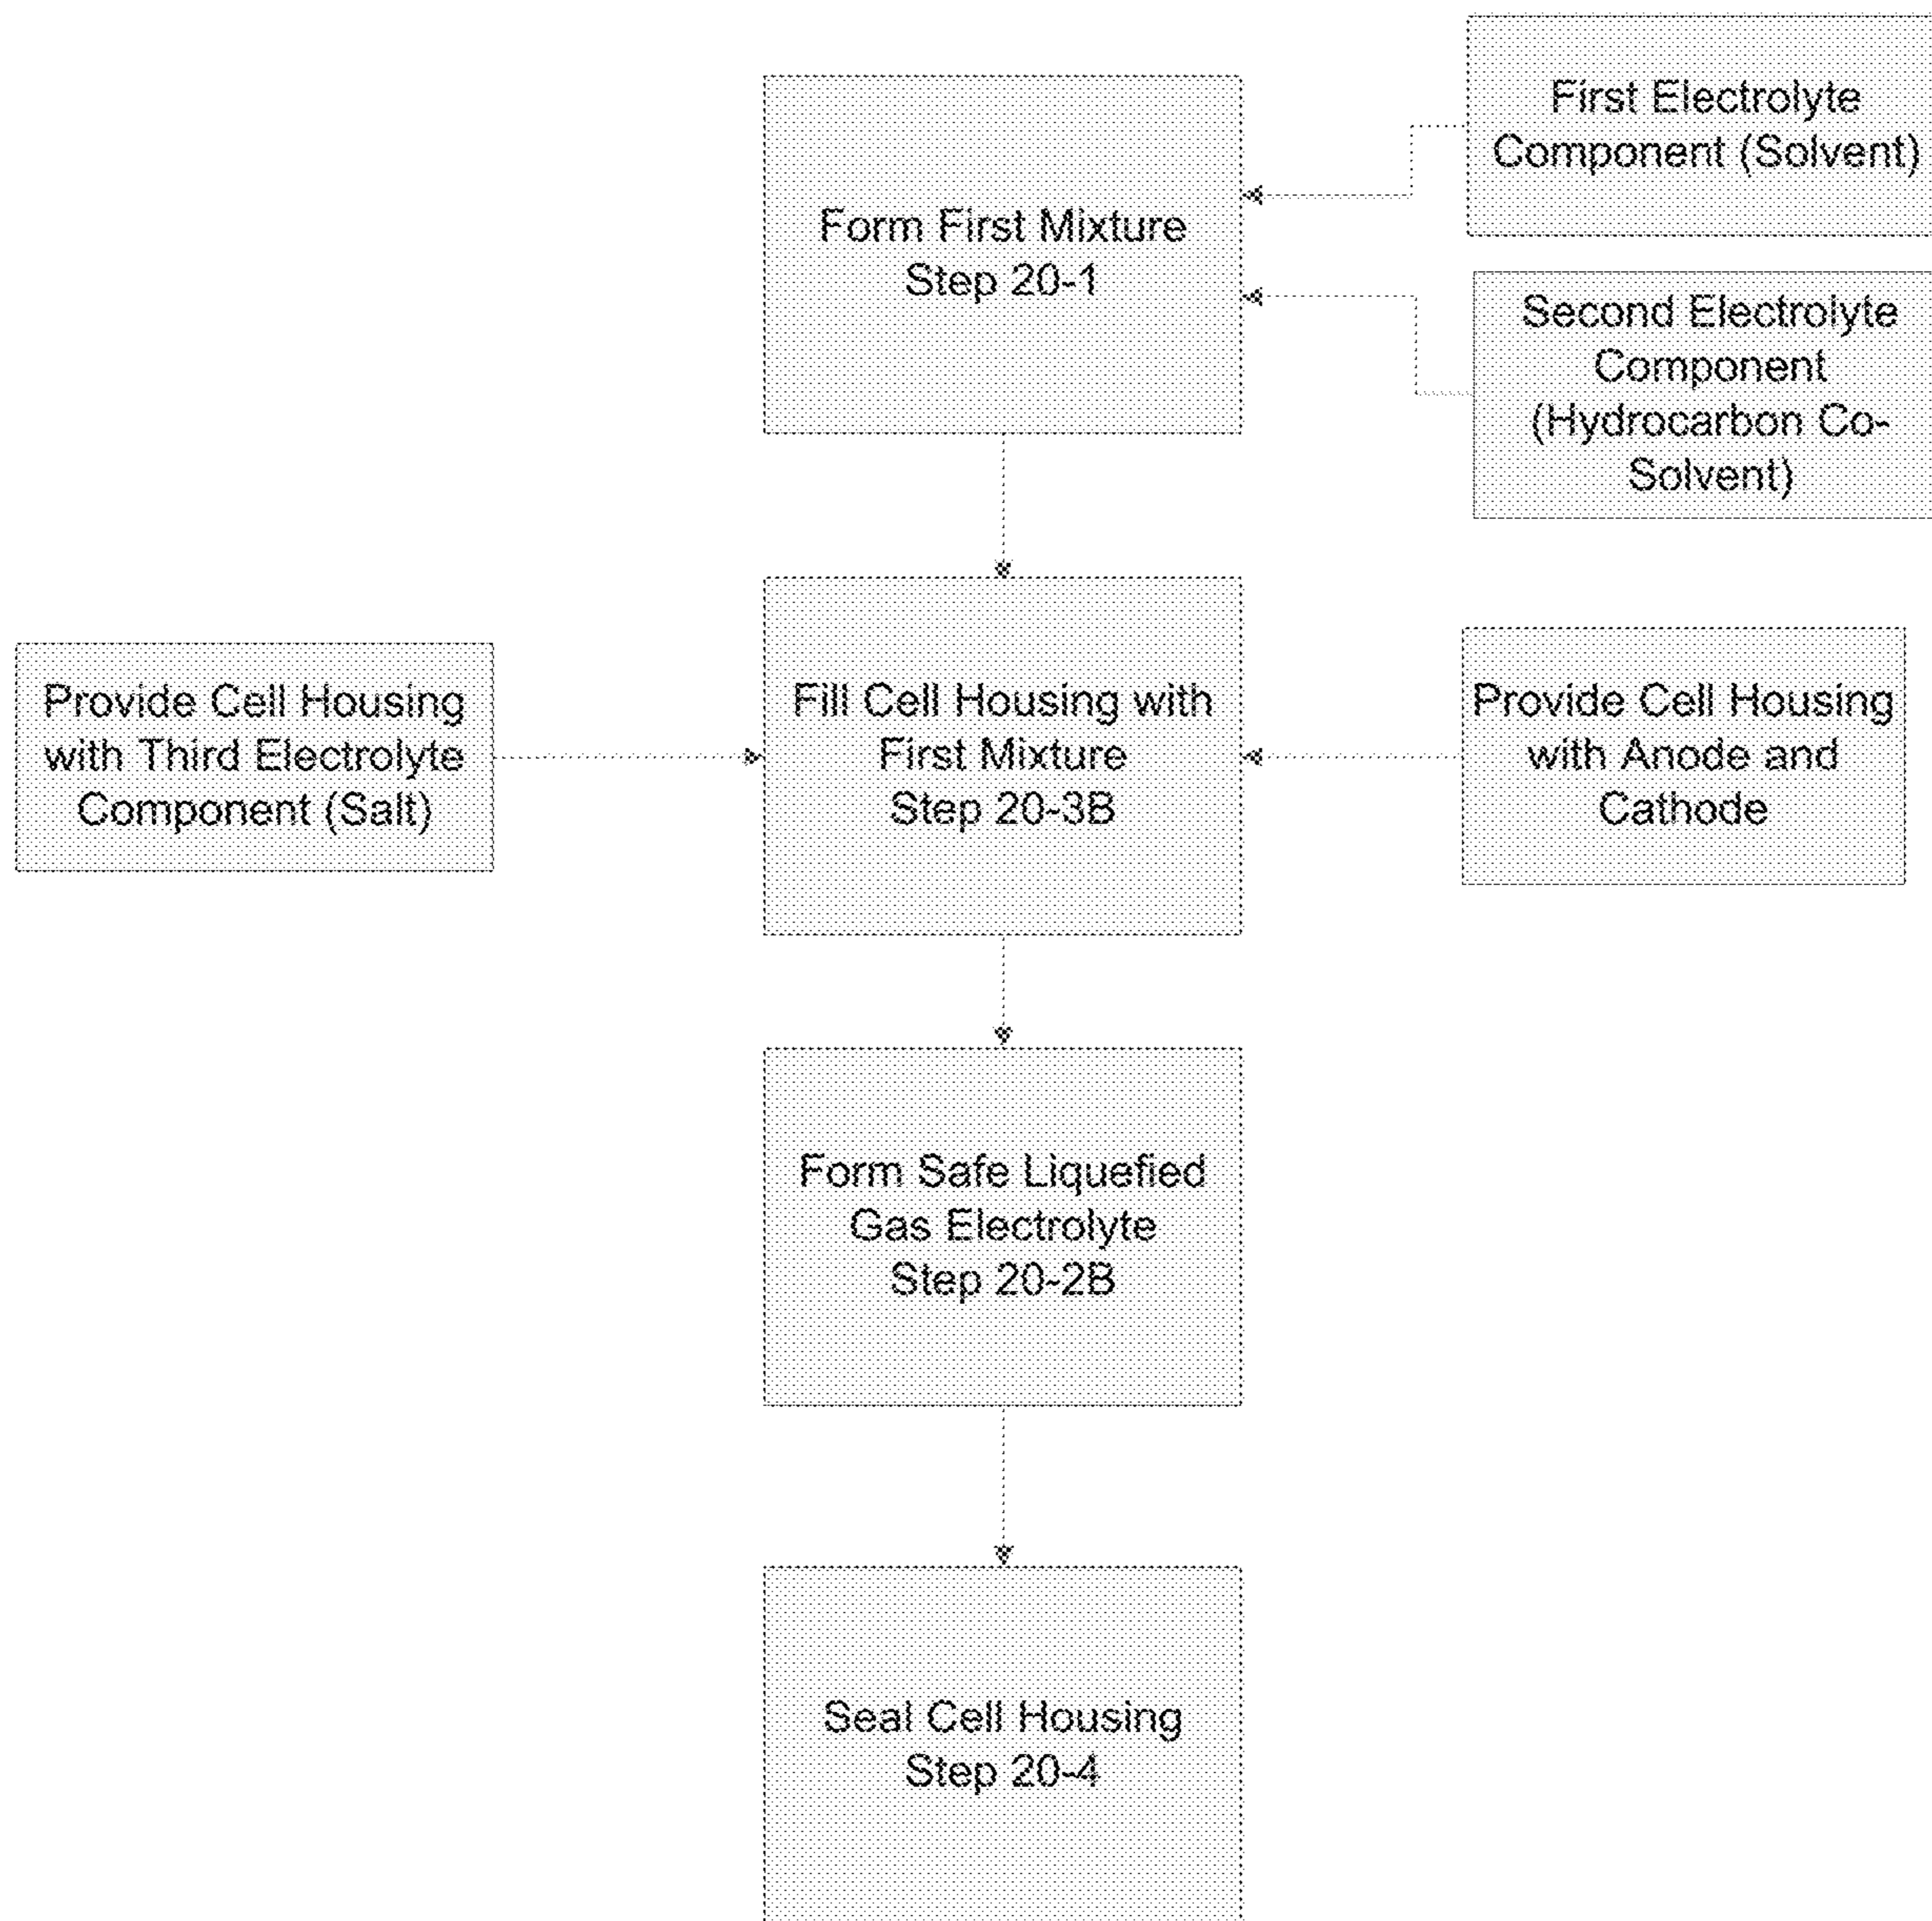 First Electrolyte
Component (Solvent)
Form First Mixture
Step 20-1
Second Electrolyte
Component
(Hydrocarbon Co-
Solvent)
Provide Cell Housing
with Third Electrolyte
Component (Salt)
Fill Cell Housing with
First Mixture
Step 20-3B
Provide Cell Housing
with Anode and
Cathode
Form Safe Liquefied
Gas Electrolyte
Step 20-2B
Seal Cell Housing
Step 20-4